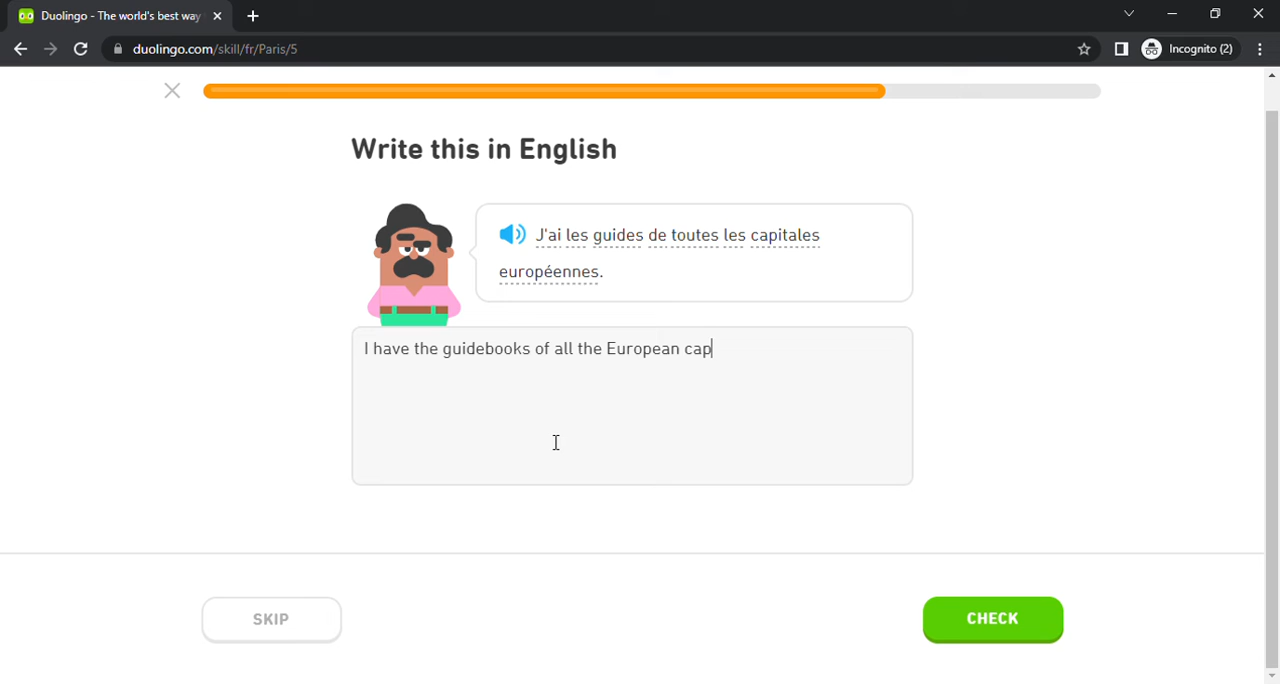 Duolingo - The world's best way
duolingo.com/skill/fr/Paris/5
Incognito (2)
Write this in English
J'ai les guides de toutes les capitales
européennes.
I have the guidebooks of all the European cap
SKIP
CHECK